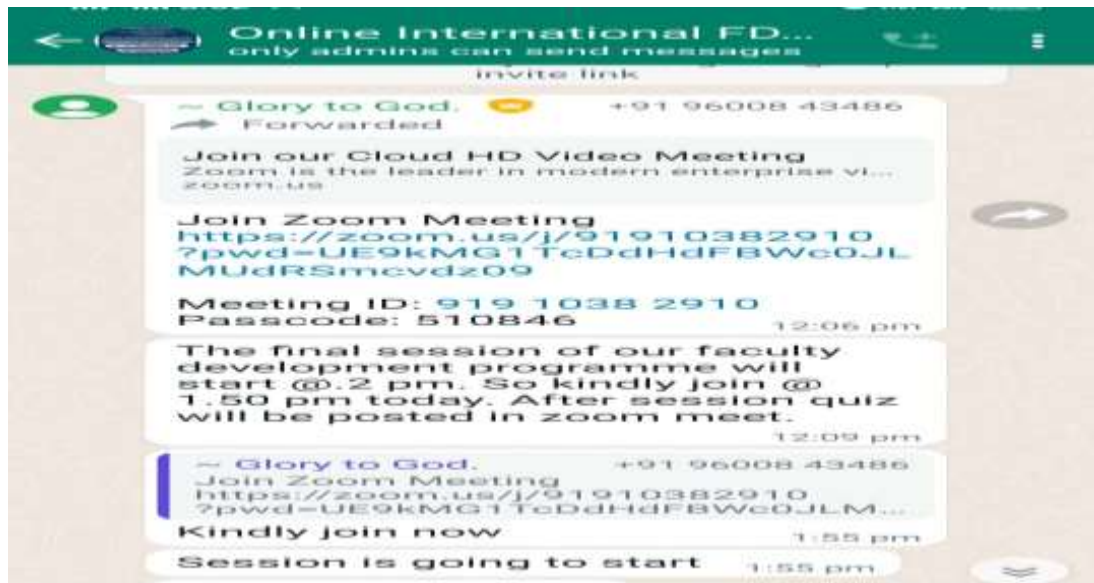 Online International FD...
only admins can send messages
invite link
~ Glory to God. +91 96008 43486
Forwarded
Join our Cloud HD Video Meeting
Zoom is the leader in modern enterprise vi...
zoom.us
Join Zoom Meeting
https://zoom.us/j/91910382910
?pwd=UE9kMG1TcDdHdFBWc0JL
MUdRSmcvdz09
Meeting ID: 919 1038 2910
Passcode: 510846
12:06 pm
The final session of our faculty
development programme will
start @.2 pm. So kindly join @
1.50 pm today. After session quiz
will be posted in zoom meet.
12:09 pm
~ Glory to God. +91 96008 43486
Join Zoom Meeting
https://zoom.us/j/91910382910
?pwd=UE9kMG1TcDdHdFBWc0JLM...
Kindly join now
1:55 pm
Session is going to start 1:55 pm